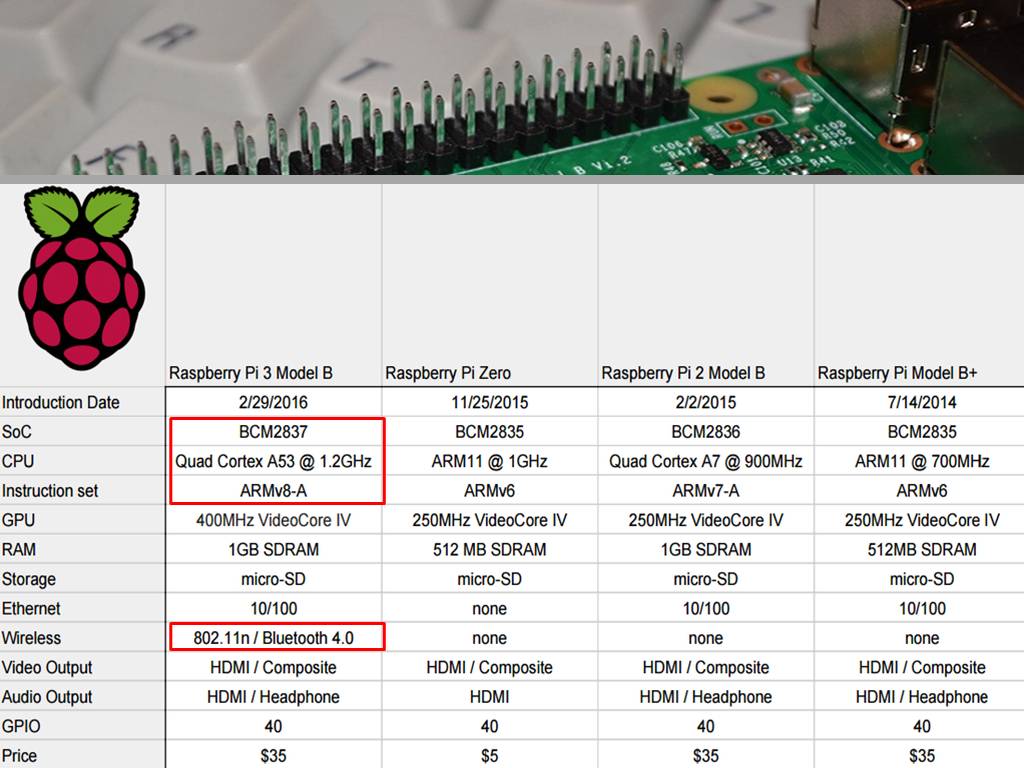 R
T
1
B V1.2
C106
R41
Raspberry Pi 3 Model B Raspberry Pi Zero Raspberry Pi 2 Model B Raspberry Pi Model B+
Introduction Date 2/29/2016 11/25/2015 2/2/2015 7/14/2014
SoC BCM2837 BCM2835 BCM2836 BCM2835
CPU Quad Cortex A53 @ 1.2GHz ARM11 @ 1GHz Quad Cortex A7 @ 900MHz ARM11 @ 700MHz
Instruction set ARMv8-A ARMv6 ARMv7-A ARMv6
GPU 400MHz VideoCore IV 250MHz VideoCore IV 250MHz VideoCore IV 250MHz VideoCore IV
RAM 1GB SDRAM 512 MB SDRAM 1GB SDRAM 512MB SDRAM
Storage micro-SD micro-SD micro-SD micro-SD
Ethernet 10/100 none 10/100 10/100
Wireless 802.11n / Bluetooth 4.0 none none none
Video Output HDMI / Composite HDMI / Composite HDMI / Composite HDMI / Composite
Audio Output HDMI / Headphone HDMI HDMI / Headphone HDMI / Headphone
GPIO 40 40 40 40
Price $35 $5 $35 $35